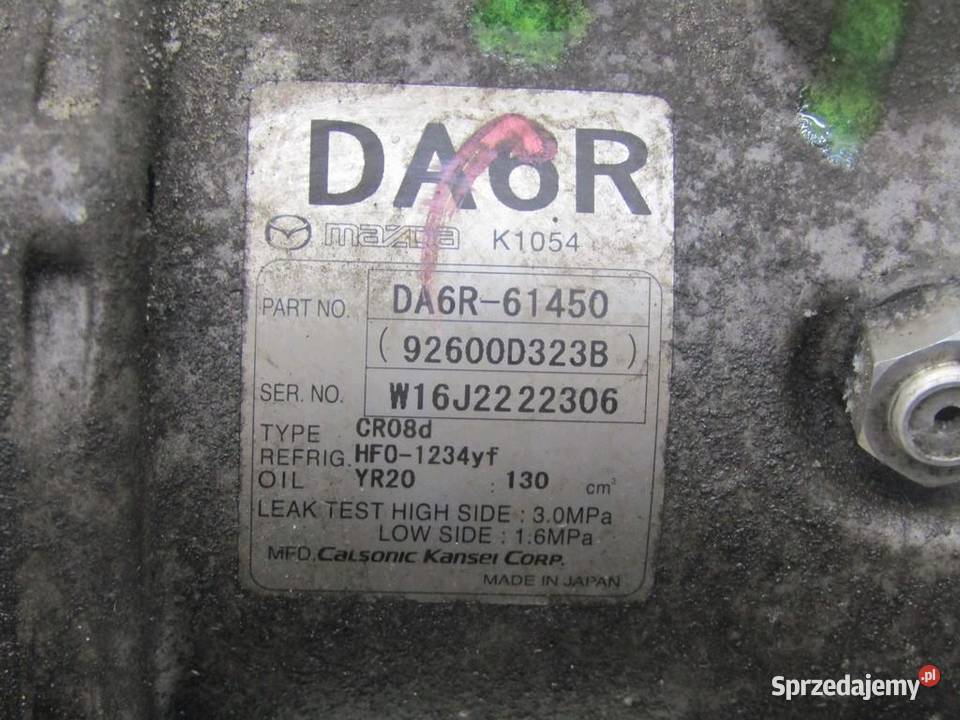 DA6R
mazda K1054
PART NO. DA6R-61450
(92600D323B)
SER. NO. W16J2222306
TYPE CR08d
REFRIG. HFO-1234yf
OIL YR20 : 130 cm³
LEAK TEST HIGH SIDE : 3.0MPa
LOW SIDE : 1.6MPa
MFD. CALSONIC KANSEI CORP.
MADE IN JAPAN
Sprzedajemy.pl